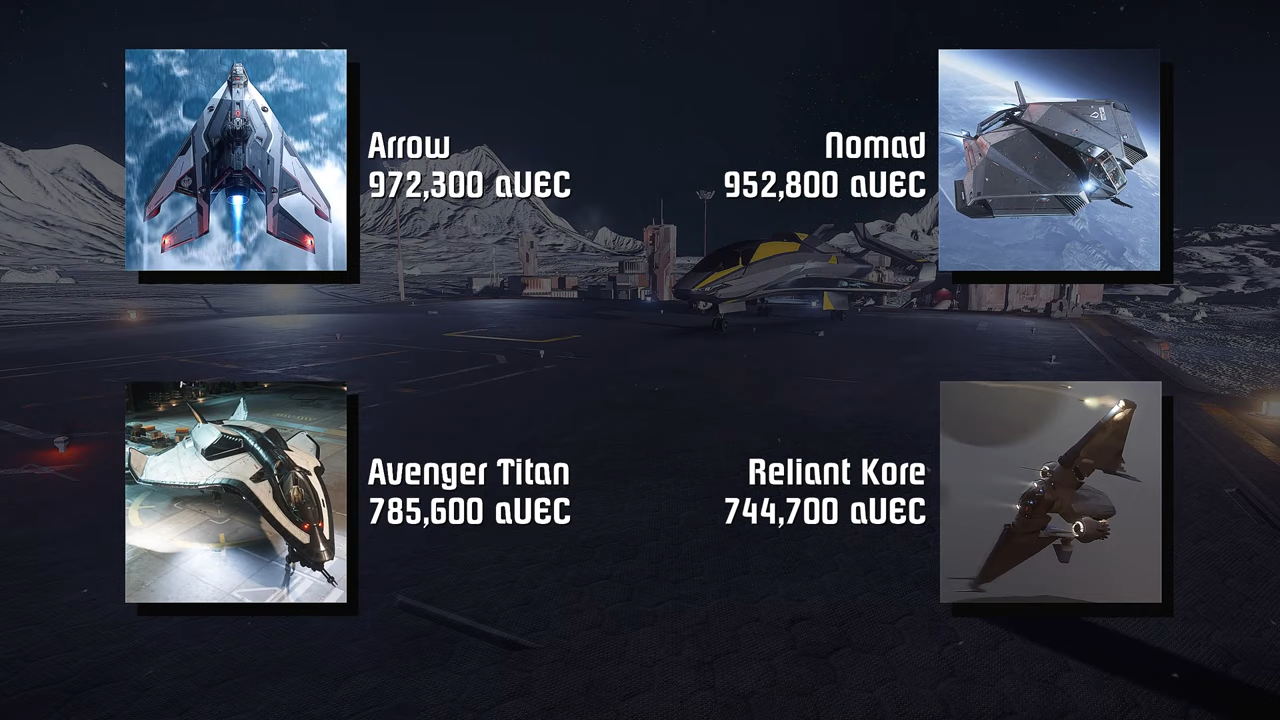 Arrow
972,300 aUEC
Nomad
952,800 aUEC
Avenger Titan
785,600 aUEC
Reliant Kore
744,700 aUEC